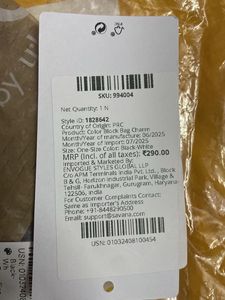 SKU: 994004
Net Quantity: 1 N
Style ID: 1828642
Country of Origin: PRC
Product: Color Block Bag Charm
Month/Year of manufacture: 06/2025
Month/Year of Import: 07/2025
Size: One-Size Color: Black-White
MRP (Incl. of all taxes): ₹290.00
Imported & Marketed By:
ENVOGUE STYLES GLOBAL LLP
C/o APM Terminals India Pvt. Ltd., Block
B & G, Horizon Industrial Park, Village &
Tehsil- Farukhnagar, Gurugram, Haryana-
122506, India
For Customer Complaints Contact:
Same as Importer's Address
Phone: +91-8448290500
Email: support@savana.com
USN: 01032408100454